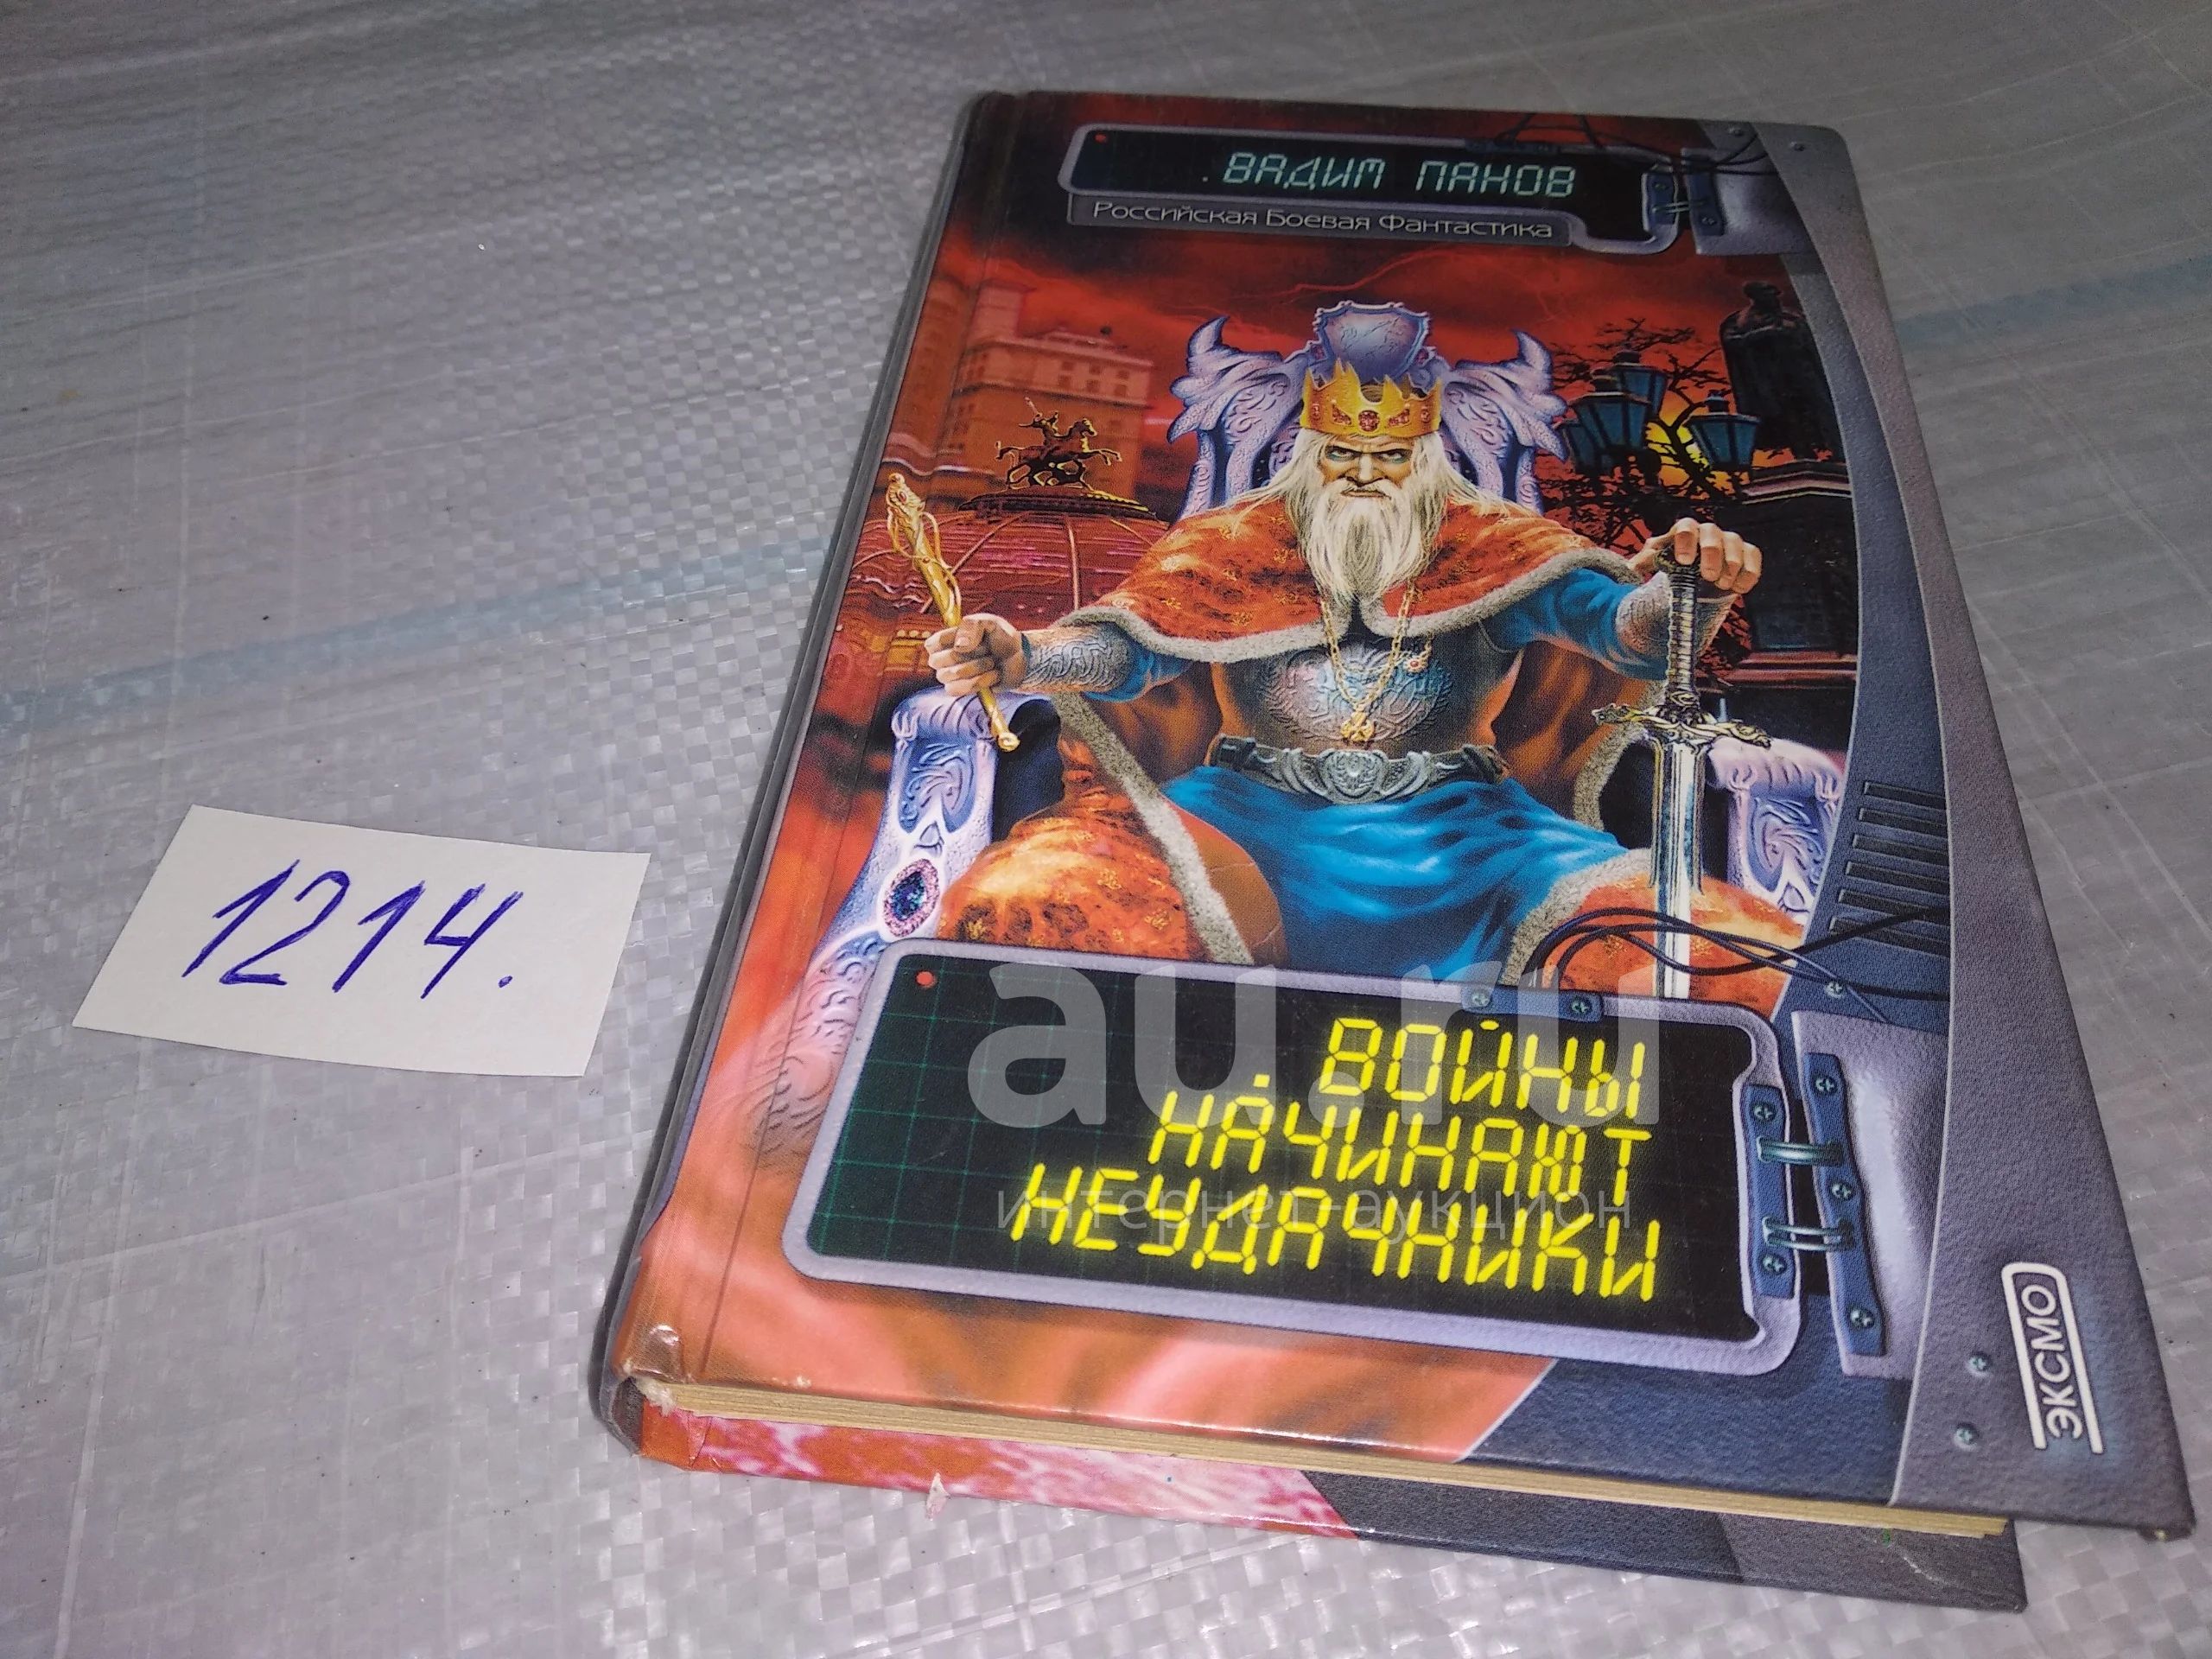 ВАДИМ ПАНОВ
Российская Боевая Фантастика
1214.
au.ru
интернет-аукцион
ВОЙНЫ
НАЧИНАЮТ
НЕУДАЧНИКИ
ЭКСМО